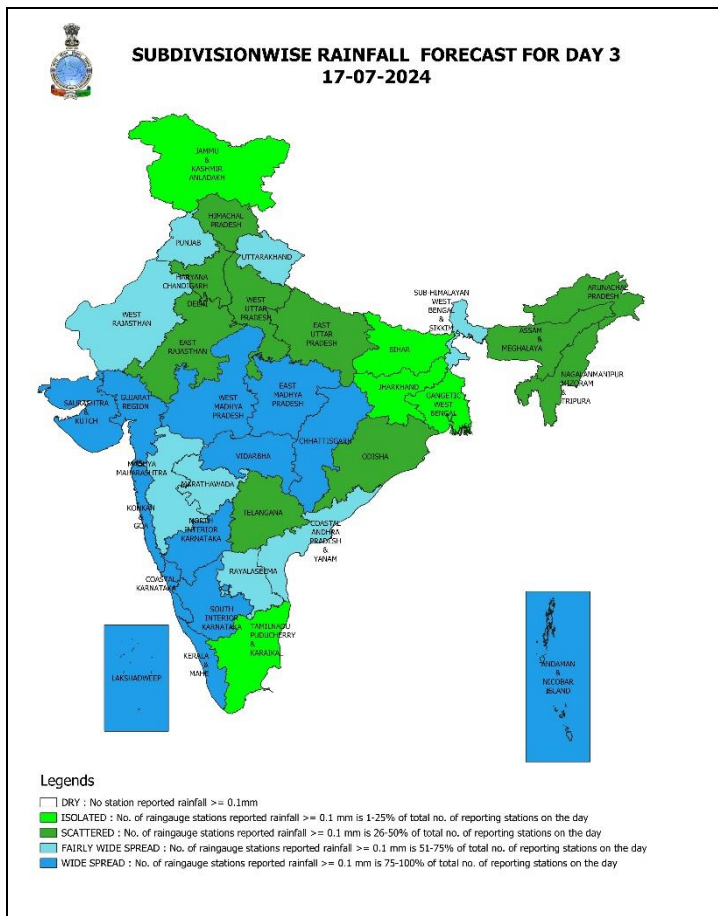 SUBDIVISIONWISE RAINFALL FORECAST FOR DAY 3
17-07-2024
JAMMU
&
KASHMIR
ANLADAKH
HIMACHAL
PRADESH
PUNJAB
UTTARAKHAND
HARYANA
CHANDIGARH
&
DELHI
WEST
RAJASTHAN
WEST
UTTAR
PRADESH
EAST
RAJASTHAN
EAST
UTTAR
PRADESH
SUB-HIMALAYAN
WEST
BENGAL
&
SIKKIM
ARUNACHAL
PRADESH
ASSAM
&
MEGHALAYA
NAGALANMANIPUR
MIZORAM
&
TRIPURA
BIHAR
JHARKHAND
GANGETIC
WEST
BENGAL
SAURASHTRA
&
KUTCH
GUJARAT
REGION
WEST
MADHYA
PRADESH
EAST
MADHYA
PRADESH
CHHATTISGARH
VIDARBHA
ODISHA
MADHYA
MAHARASHTRA
MARATHAWADA
KONKAN
&
GOA
TELANGANA
NORTH
INTERIOR
KARNATAKA
COASTAL
ANDHRA
PRADESH
&
YANAM
RAYALASEEMA
COASTAL
KARNATAKA
SOUTH
INTERIOR
KARNATAKA
TAMILNADU
PUDUCHERRY
&
KARAIKAL
KERALA
&
MAHE
LAKSHADWEEP
ANDAMAN
&
NICOBAR
ISLAND
Legends
DRY : No station reported rainfall >= 0.1mm
ISOLATED : No. of raingauge stations reported rainfall >= 0.1 mm is 1-25% of total no. of reporting stations on the day
SCATTERED : No. of raingauge stations reported rainfall >= 0.1 mm is 26-50% of total no. of reporting stations on the day
FAIRLY WIDE SPREAD : No. of raingauge stations reported rainfall >= 0.1 mm is 51-75% of total no. of reporting stations on the day
WIDE SPREAD : No. of raingauge stations reported rainfall >= 0.1 mm is 75-100% of total no. of reporting stations on the day